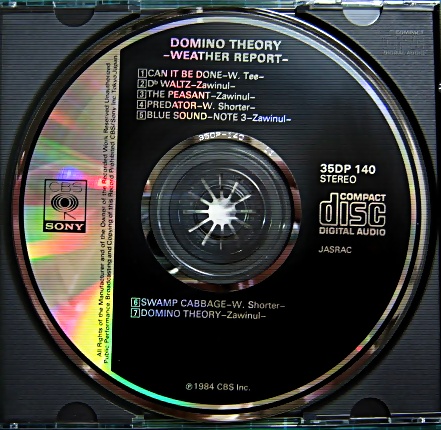 DOMINO THEORY
-WEATHER REPORT-
1 CAN IT BE DONE-W. Tee-
2 D♭ WALTZ-Zawinul-
3 THE PEASANT-Zawinul-
4 PREDATOR-W. Shorter-
5 BLUE SOUND-NOTE 3-Zawinul-
35DP-140
35DP 140
STEREO
COMPACT
disc
DIGITAL AUDIO
JASRAC
CBS
SONY
All Rights of the Manufacturer and of the Owner of the Recorded Work Reserved Unauthorized
Public Performance Broadcasting and Copying of this Record Prohibited CBS/Sony Inc. Tokyo, Japan
6 SWAMP CABBAGE-W. Shorter-
7 DOMINO THEORY-Zawinul-
℗1984 CBS Inc.
COMPACT
DIGITAL AUDIO